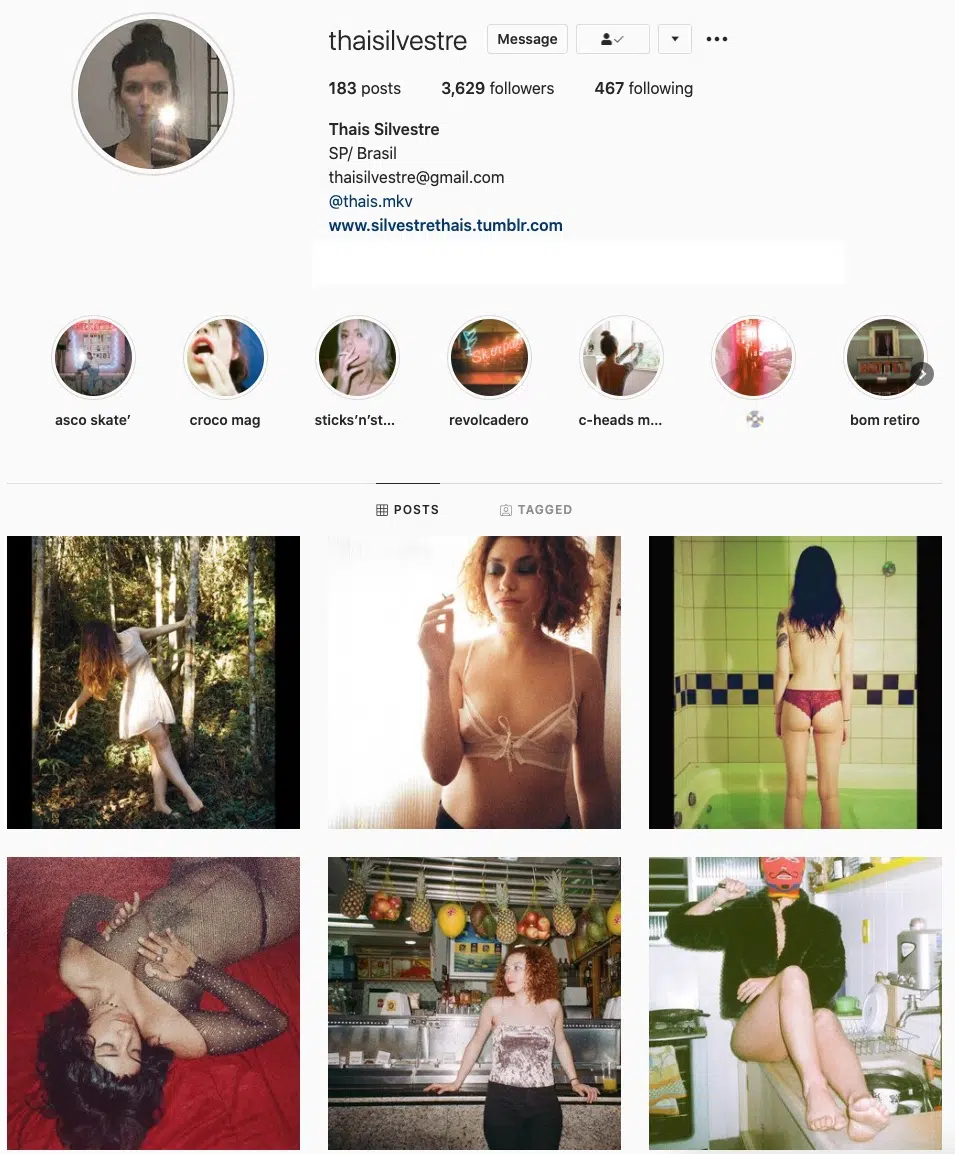 thaisilvestre Message
183 posts 3,629 followers 467 following
Thais Silvestre
SP/ Brasil
thaisilvestre@gmail.com
@thais.mkv
www.silvestrethais.tumblr.com
asco skate’ croco mag sticks’n’st... revolcadero c-heads m... bom retiro
POSTS TAGGED